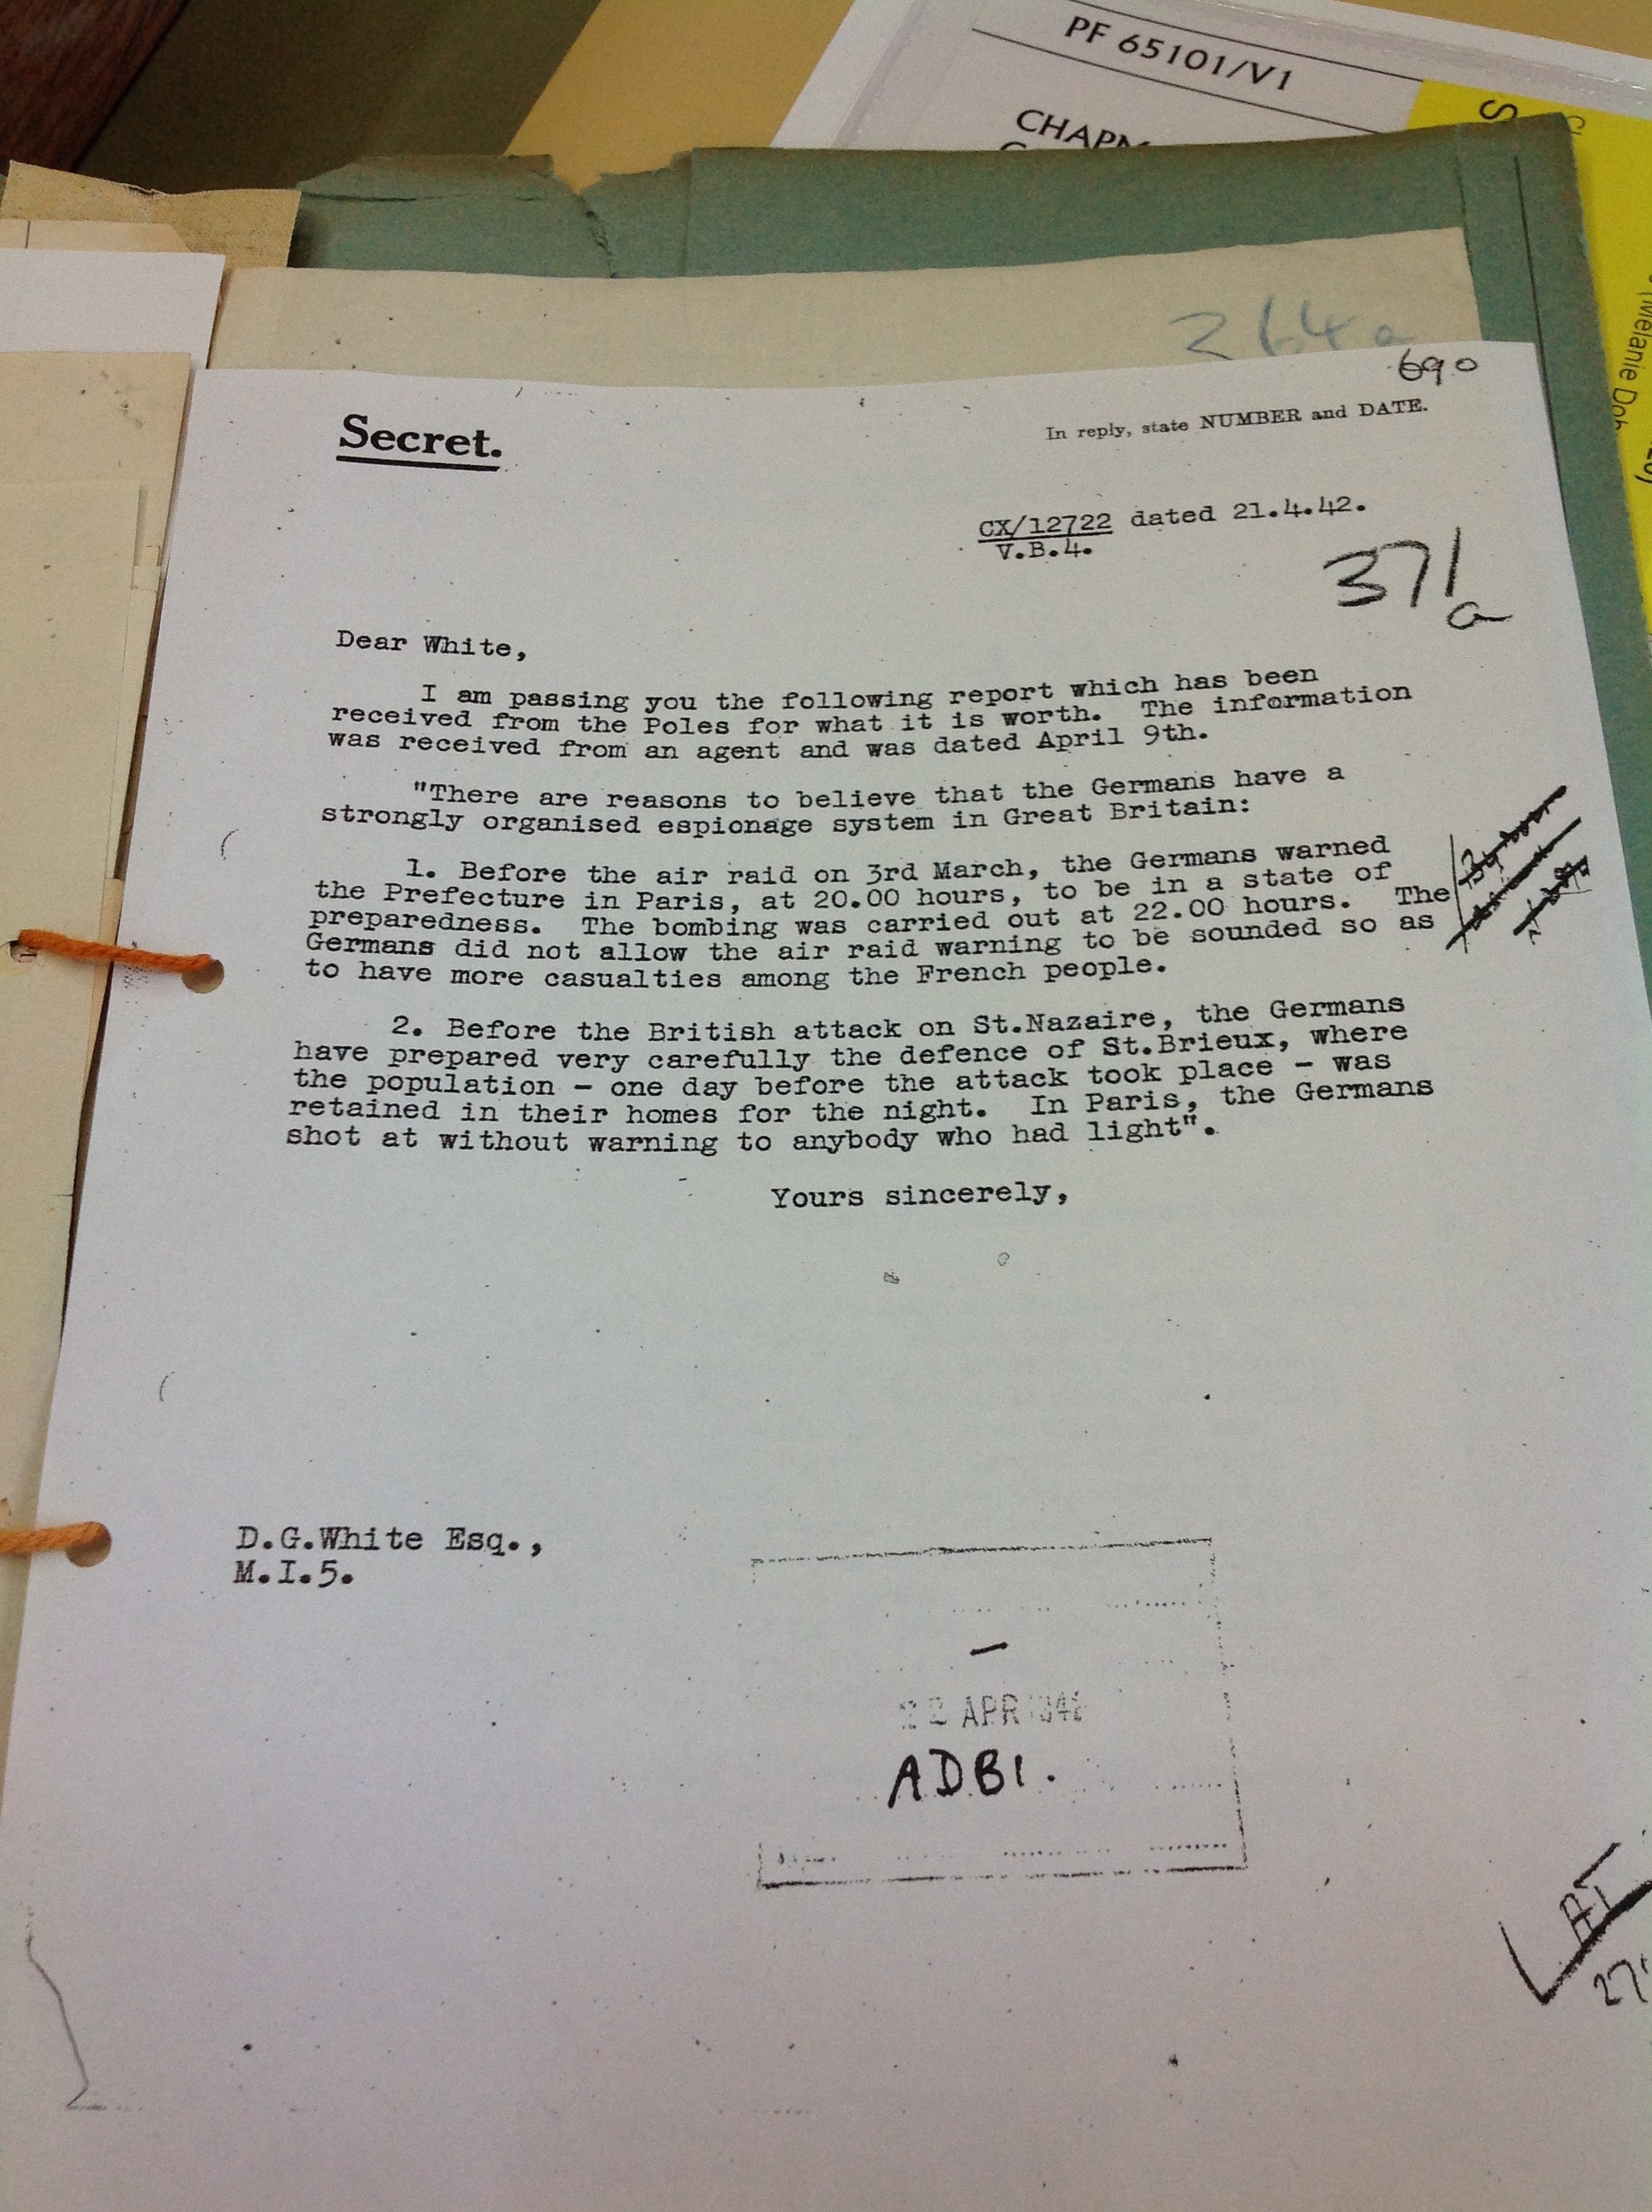 PF 65101/V1
CHAPM
264a
690
Secret.
In reply, state NUMBER and DATE.
CX/12722 dated 21.4.42.
V.B.4.
371a
Dear White,
I am passing you the following report which has been
received from the Poles for what it is worth. The information
was received from an agent and was dated April 9th.
"There are reasons to believe that the Germans have a
strongly organised espionage system in Great Britain:
1. Before the air raid on 3rd March, the Germans warned
the Prefecture in Paris, at 20.00 hours, to be in a state of
preparedness. The bombing was carried out at 22.00 hours. The
Germans did not allow the air raid warning to be sounded so as
to have more casualties among the French people.
2. Before the British attack on St.Nazaire, the Germans
have prepared very carefully the defence of St.Brieux, where
the population - one day before the attack took place - was
retained in their homes for the night. In Paris, the Germans
shot at without warning to anybody who had light".
Yours sincerely,
D.G.White Esq.,
M.I.5.
22 APR 1942
ADB1.
27
Melanie